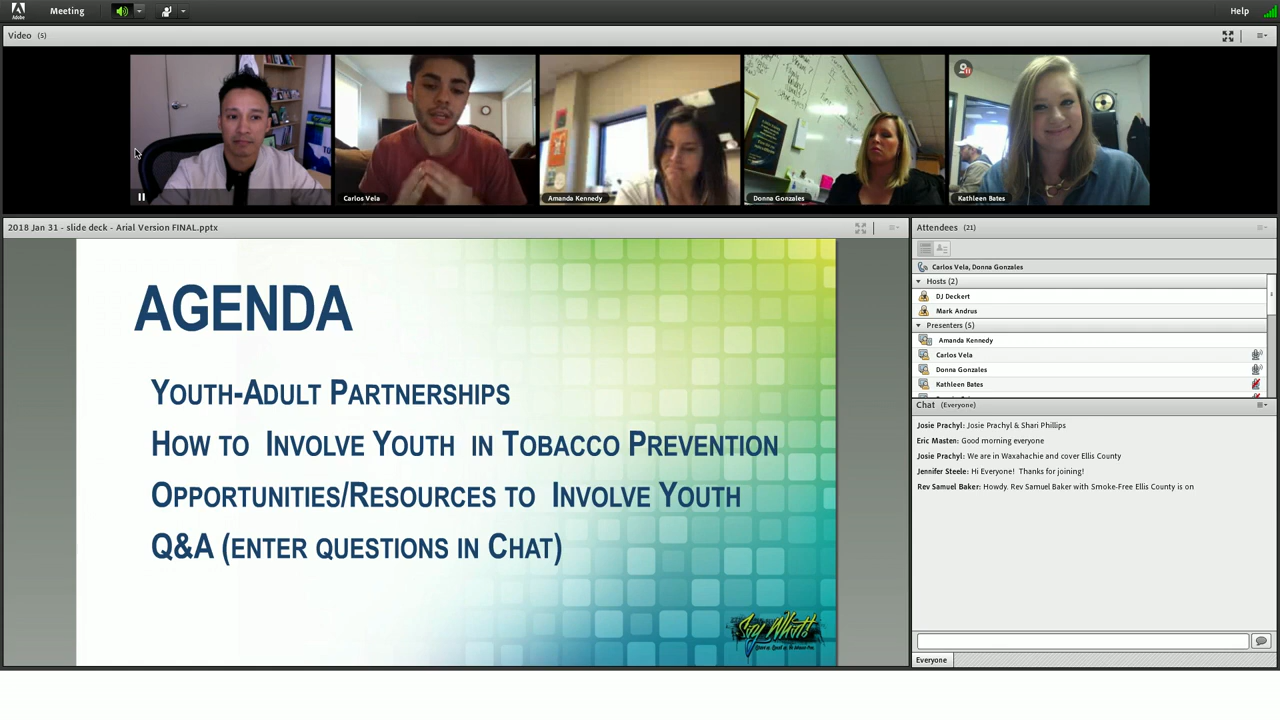 Adobe
Meeting
Help
Video (5)
Carlos Vela
Amanda Kennedy
Donna Gonzales
Kathleen Bates
2018 Jan 31 - slide deck - Arial Version FINAL.pptx
AGENDA
YOUTH-ADULT PARTNERSHIPS
HOW TO INVOLVE YOUTH IN TOBACCO PREVENTION
OPPORTUNITIES/RESOURCES TO INVOLVE YOUTH
Q&A (ENTER QUESTIONS IN CHAT)
Say What!
Attendees (21)
Carlos Vela, Donna Gonzales
Hosts (2)
DJ Deckert
Mark Andrus
Presenters (5)
Amanda Kennedy
Carlos Vela
Donna Gonzales
Kathleen Bates
Chat (Everyone)
Josie Prachyl: Josie Prachyl & Shari Phillips
Eric Masten: Good morning everyone
Josie Prachyl: We are in Waxahachie and cover Ellis County
Jennifer Steele: Hi Everyone! Thanks for joining!
Rev Samuel Baker: Howdy. Rev Samuel Baker with Smoke-Free Ellis County is on
Everyone